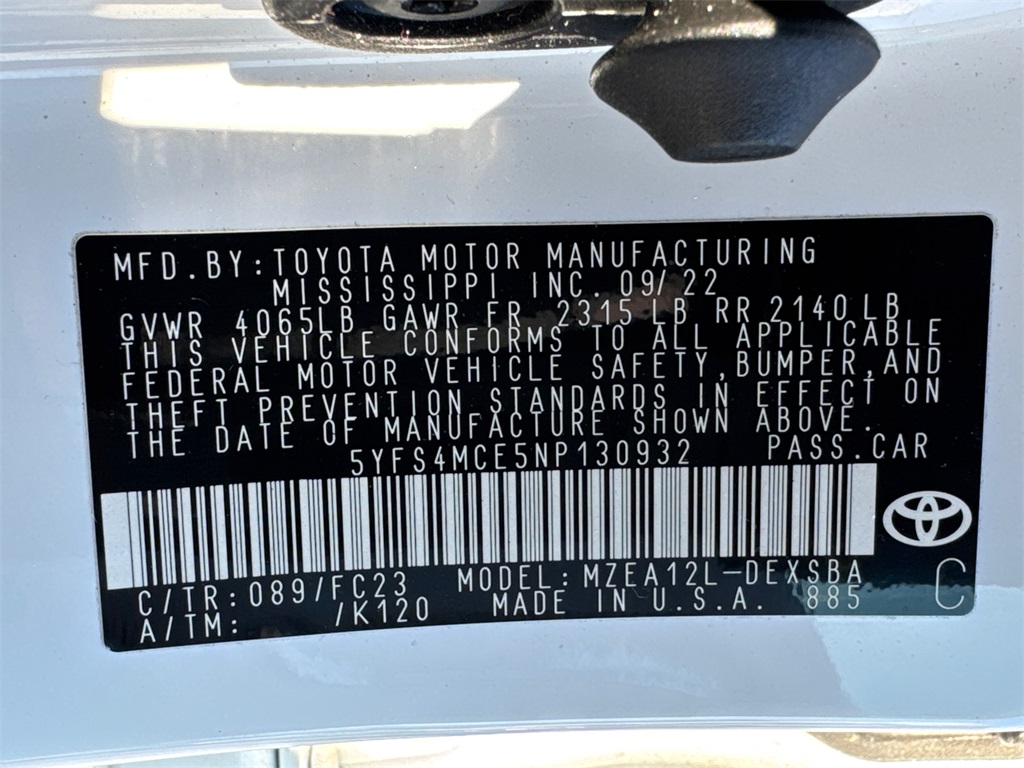 MFD.BY:TOYOTA MOTOR MANUFACTURING
MISSISSIPPI INC. 09/22
GVWR 4065LB GAWR FR 2315LB RR 2140LB
THIS VEHICLE CONFORMS TO ALL APPLICABLE
FEDERAL MOTOR VEHICLE SAFETY,BUMPER,AND
THEFT PREVENTION STANDARDS IN EFFECT ON
THE DATE OF MANUFACTURE SHOWN ABOVE.
5YFS4MCE5NP130932 PASS.CAR
C/TR:089/FC23 MODEL:MZEA12L-DEXSBA
A/TM: /K120 MADE IN U.S.A. 885 C